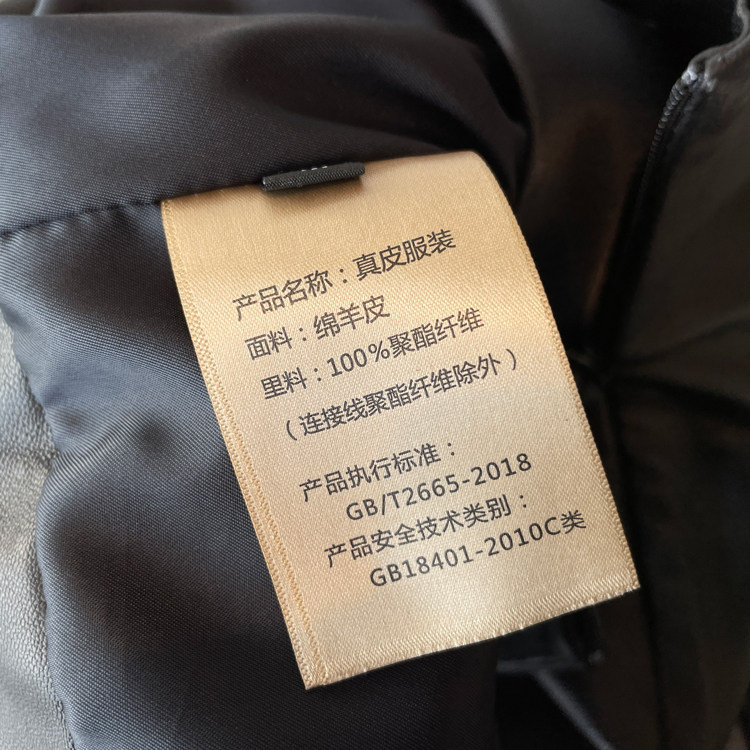 产品名称：真皮服装
面料：绵羊皮
里料：100%聚酯纤维
（连接线聚酯纤维除外）
产品执行标准：
GB/T2665-2018
产品安全技术类别：
GB18401-2010C类